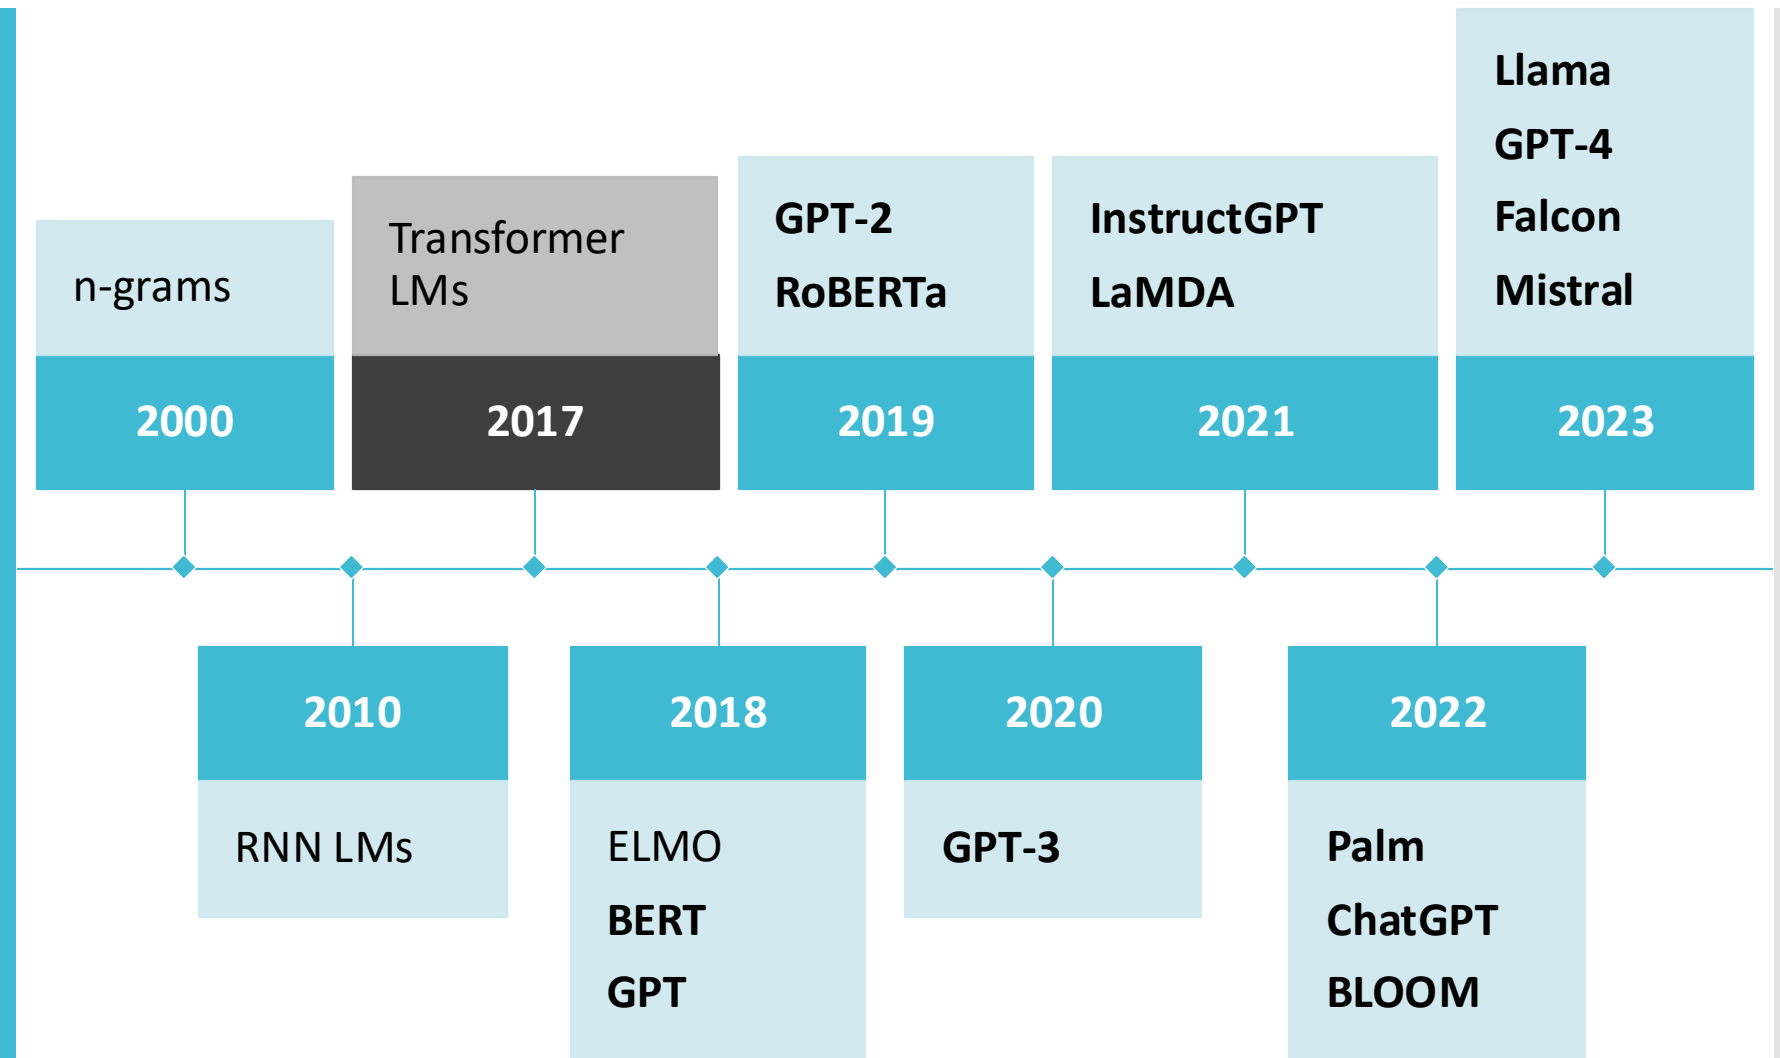 n-grams
2000
Transformer
LMs
2017
GPT-2
RoBERTa
2019
InstructGPT
LaMDA
2021
Llama
GPT-4
Falcon
Mistral
2023
2010
RNN LMs
2018
ELMO
BERT
GPT
2020
GPT-3
2022
Palm
ChatGPT
BLOOM